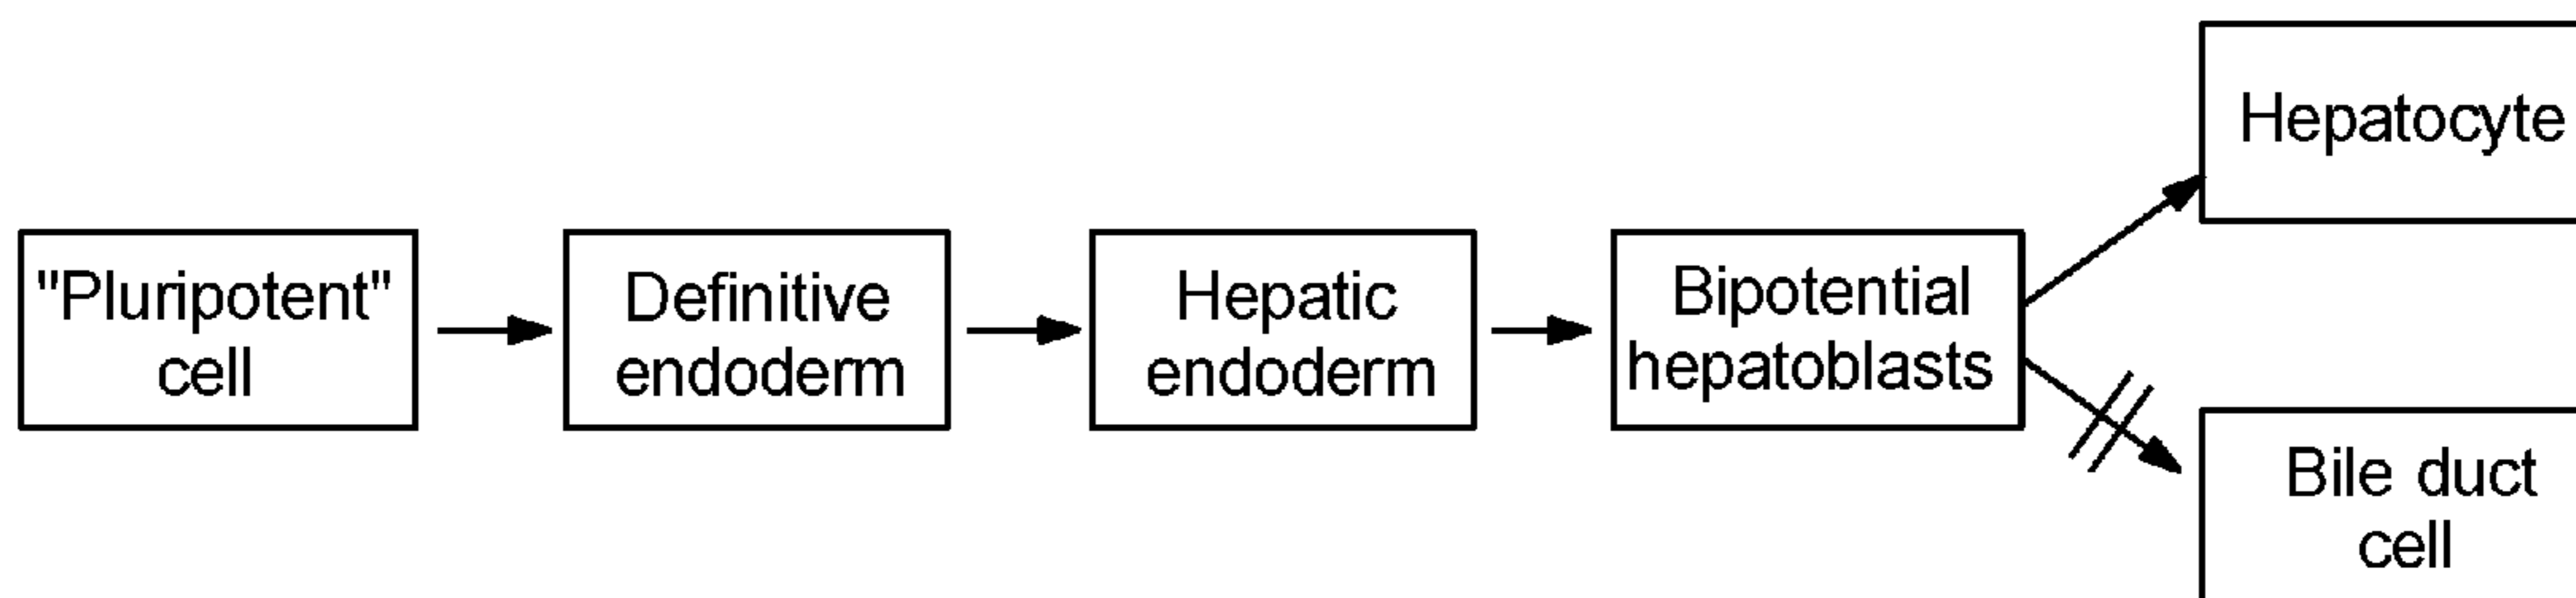 "Pluripotent"
cell
Definitive
endoderm
Hepatic
endoderm
Bipotential
hepatoblasts
Hepatocyte
Bile duct
cell